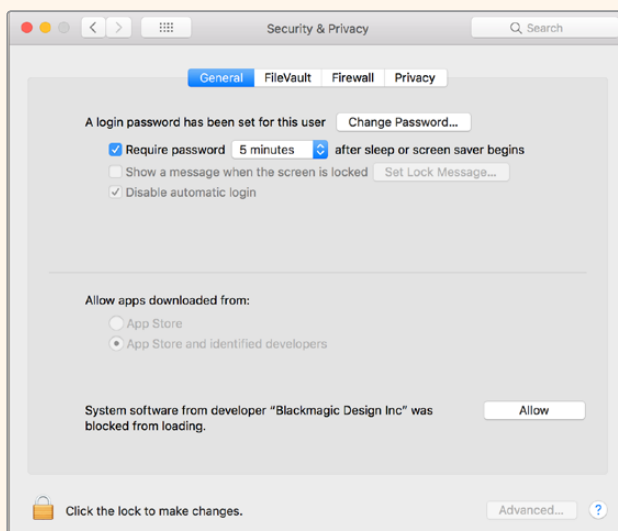 Security & Privacy
Search
General FileVault Firewall Privacy
A login password has been set for this user Change Password...
Require password 5 minutes after sleep or screen saver begins
Show a message when the screen is locked Set Lock Message...
Disable automatic login
Allow apps downloaded from:
App Store
App Store and identified developers
System software from developer “Blackmagic Design Inc” was Allow
blocked from loading.
Click the lock to make changes.
Advanced... ?